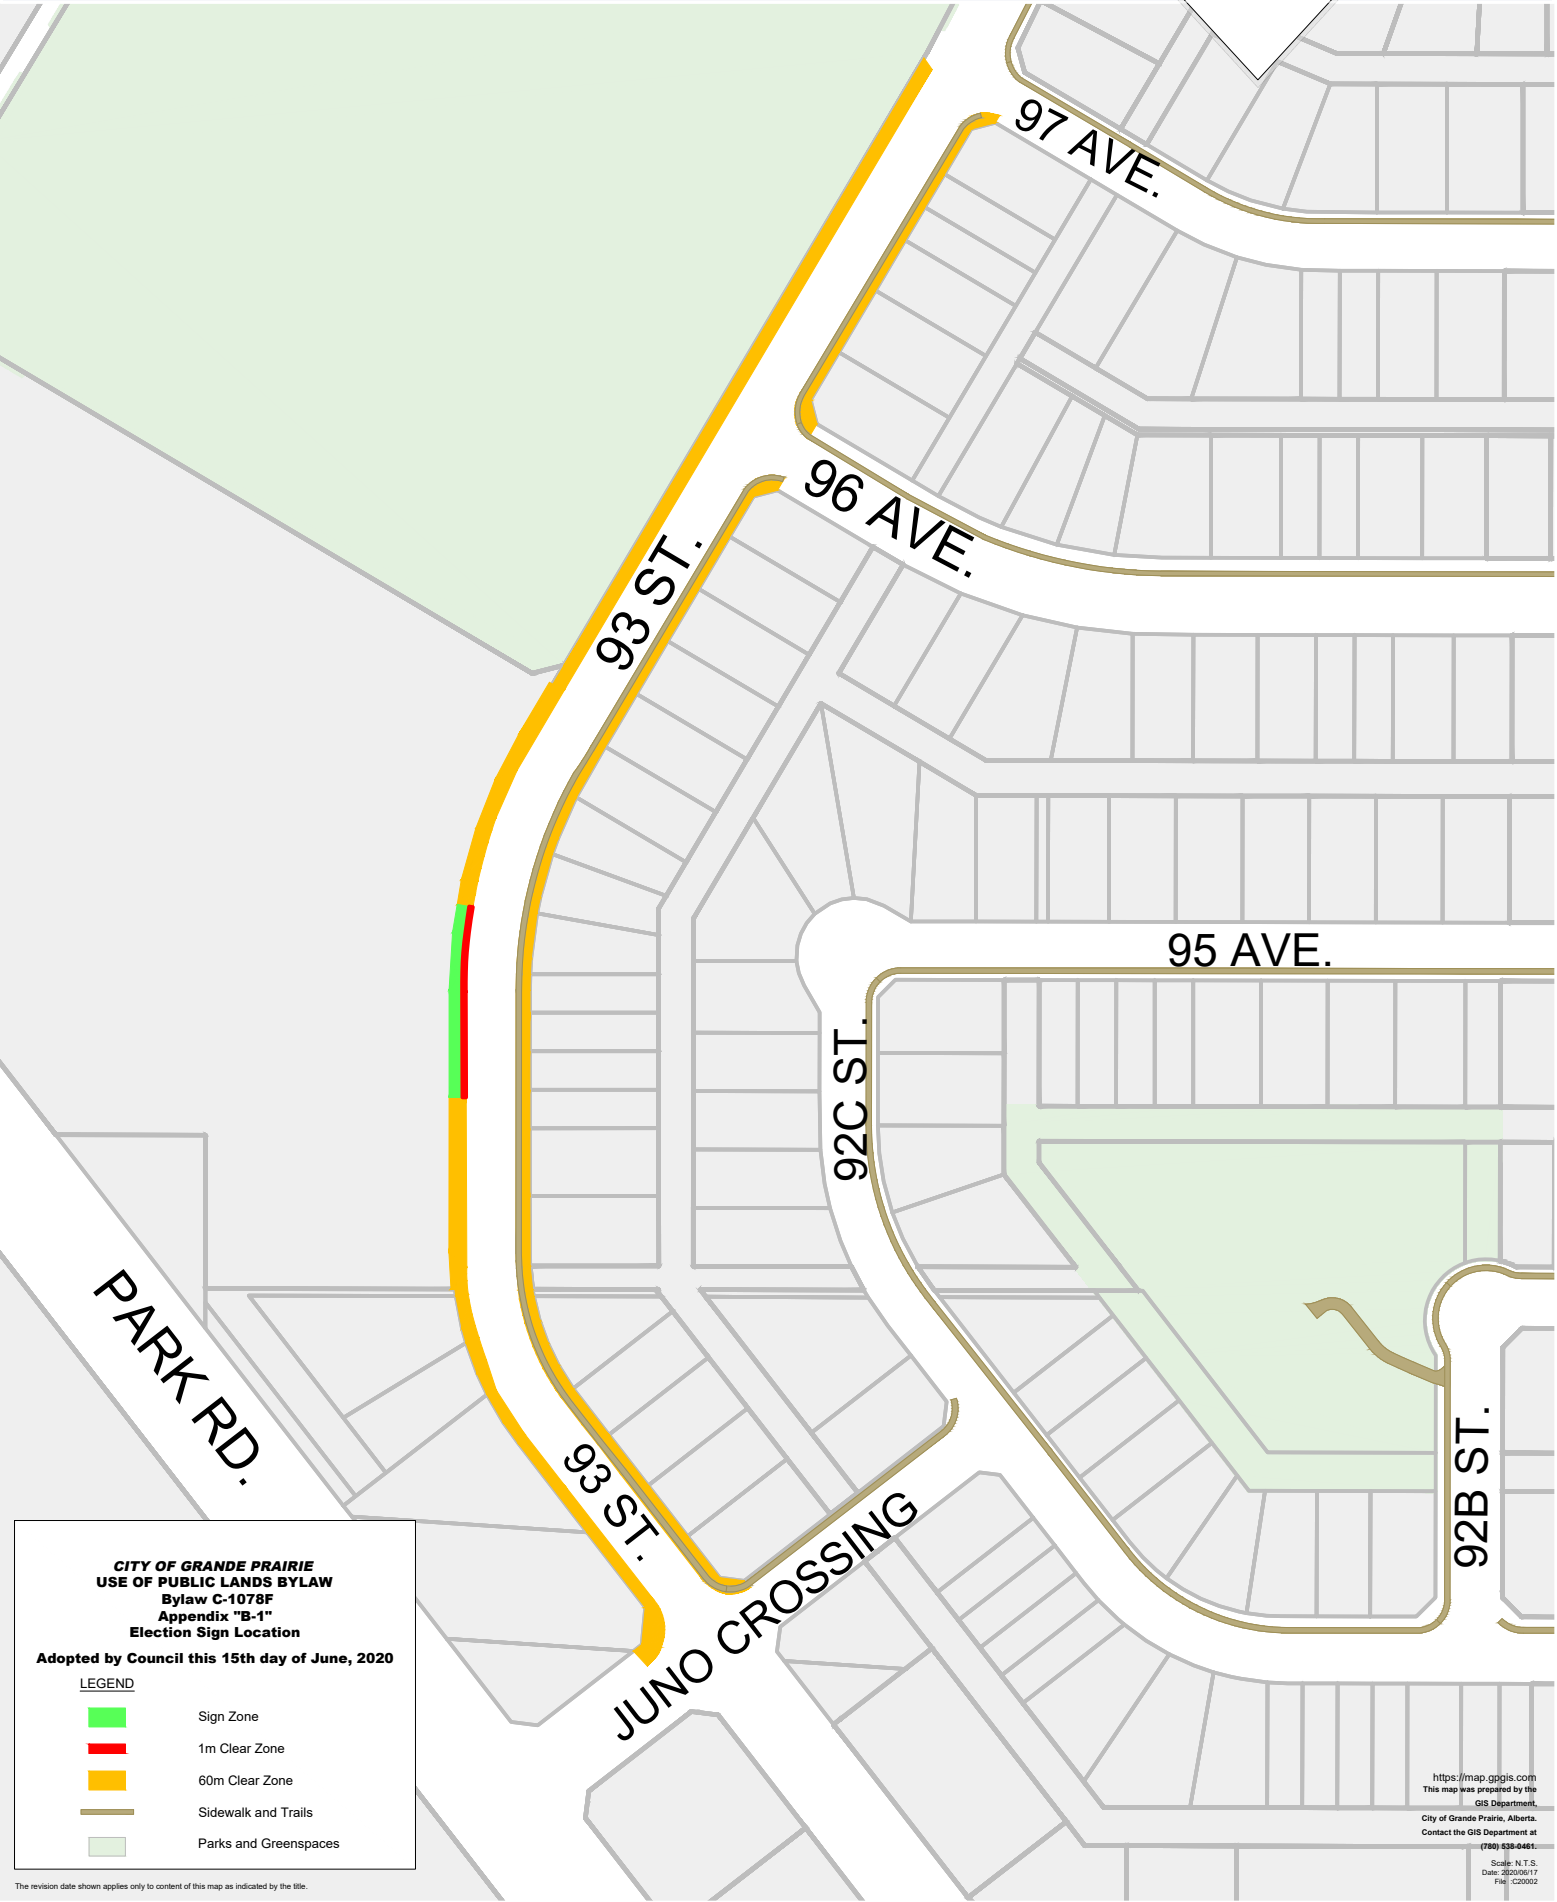 97 AVE.
96 AVE.
93 ST.
95 AVE.
92C ST.
PARK RD.
93 ST.
92B ST.
JUNO CROSSING
CITY OF GRANDE PRAIRIE
USE OF PUBLIC LANDS BYLAW
Bylaw C-1078F
Appendix "B-1"
Election Sign Location
Adopted by Council this 15th day of June, 2020
LEGEND
Sign Zone
1m Clear Zone
60m Clear Zone
Sidewalk and Trails
Parks and Greenspaces
The revision date shown applies only to content of this map as indicated by the title.
https://map.gpgis.com
This map was prepared by the
GIS Department,
City of Grande Prairie, Alberta.
Contact the GIS Department at
(780) 538-0461.
Scale: N.T.S.
Date: 2020/06/17
File :C20002